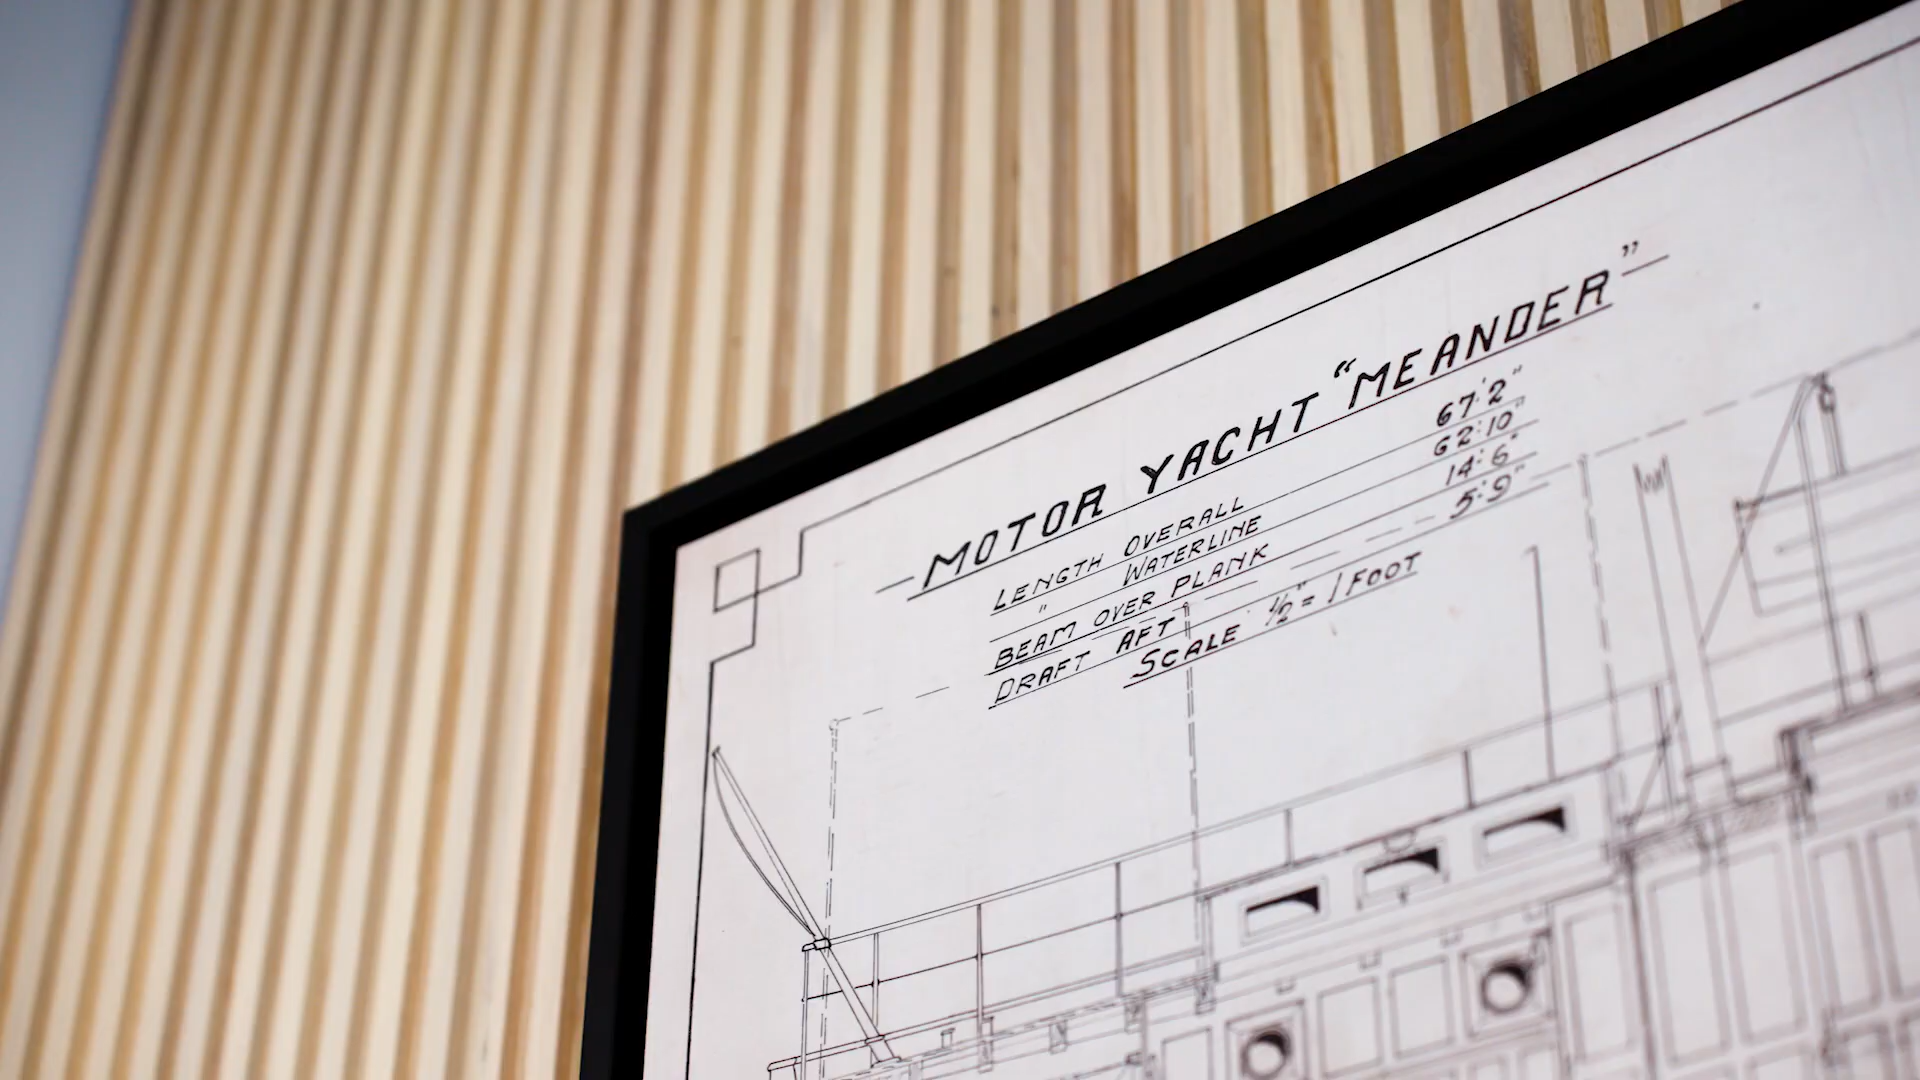 MOTOR YACHT "MEANDER"
LENGTH OVERALL 67'2"
" WATERLINE 62'10"
BEAM OVER PLANK 14'6"
DRAFT AFT 5'9"
SCALE 1/2" = 1 FOOT